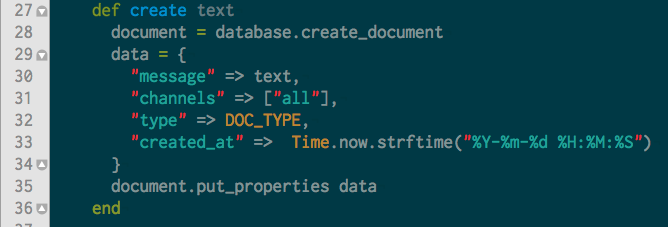 27 def create text
28 document = database.create_document
29 data = {
30 "message" => text,
31 "channels" => ["all"],
32 "type" => DOC_TYPE,
33 "created_at" =>  Time.now.strftime("%Y-%m-%d %H:%M:%S")
34 }
35 document.put_properties data
36 end